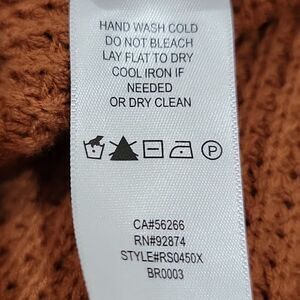 HAND WASH COLD
DO NOT BLEACH
LAY FLAT TO DRY
COOL IRON IF
NEEDED
OR DRY CLEAN
P
CA#56266
RN#92874
STYLE#RS0450X
BR0003